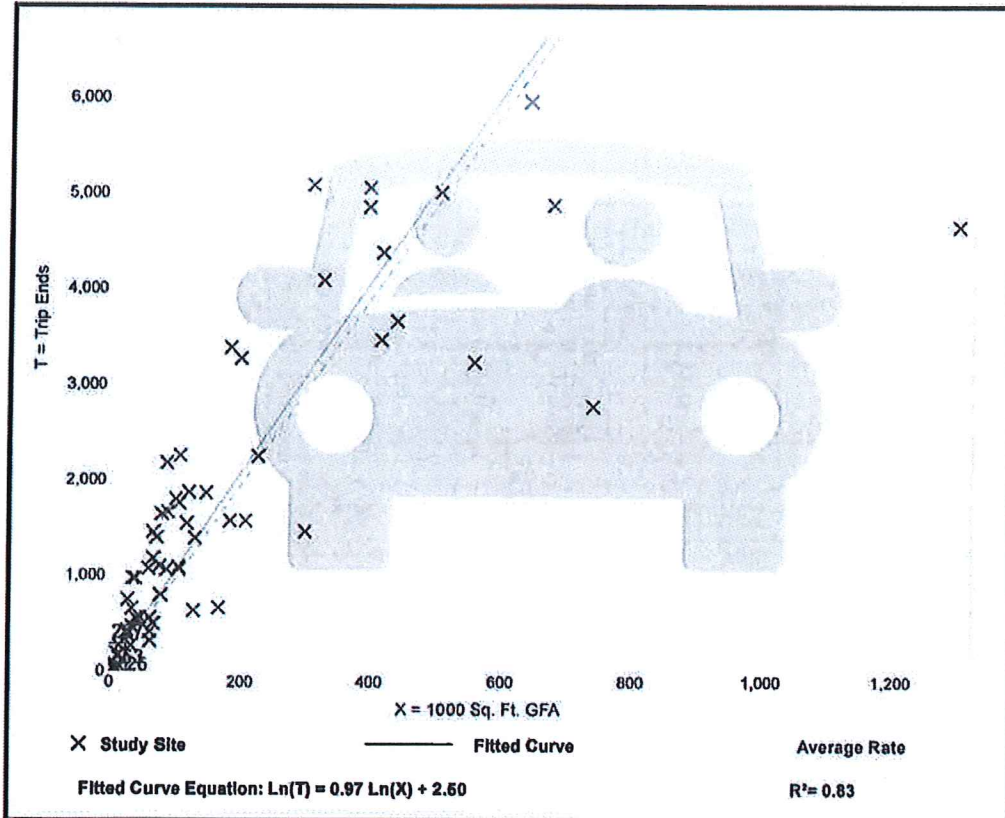 6,000
5,000
4,000
3,000
2,000
1,000
0
T = Trip Ends
0 200 400 600 800 1,000 1,200
X = 1000 Sq. Ft. GFA
Study Site Fitted Curve Average Rate
Fitted Curve Equation: Ln(T) = 0.97 Ln(X) + 2.50 R²= 0.83